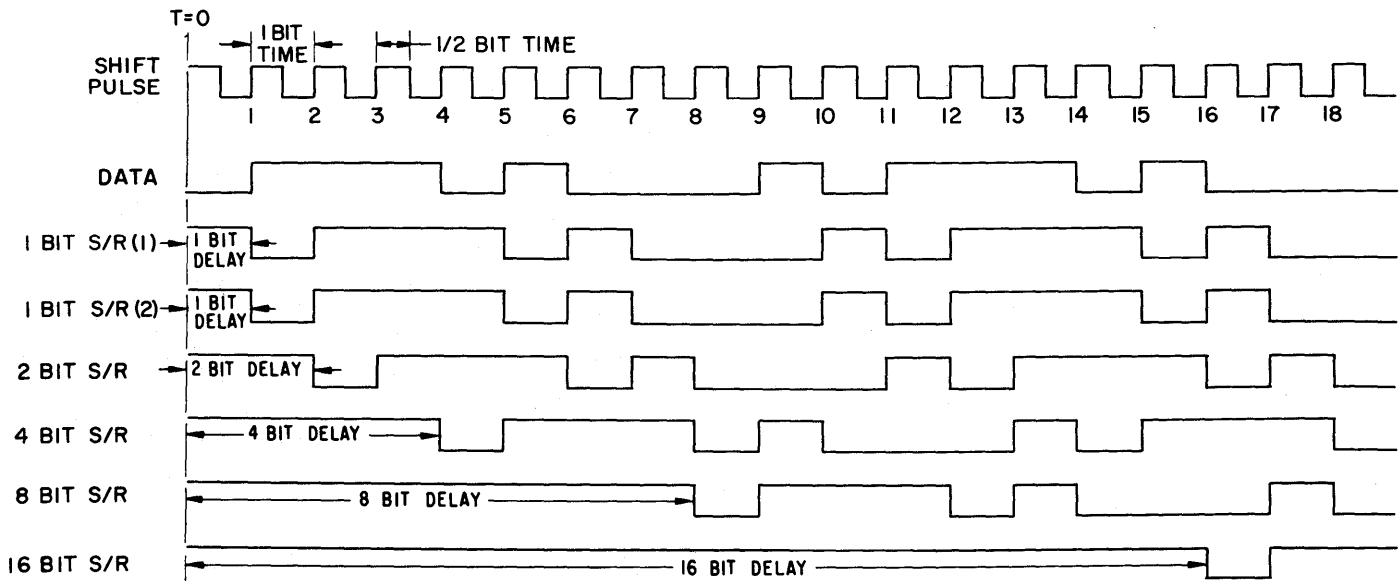 T=0
1 BIT TIME
1/2 BIT TIME
SHIFT PULSE
1 2 3 4 5 6 7 8 9 10 11 12 13 14 15 16 17 18
DATA
1 BIT S/R (1)
1 BIT DELAY
1 BIT S/R (2)
1 BIT DELAY
2 BIT S/R
2 BIT DELAY
4 BIT S/R
4 BIT DELAY
8 BIT S/R
8 BIT DELAY
16 BIT S/R
16 BIT DELAY